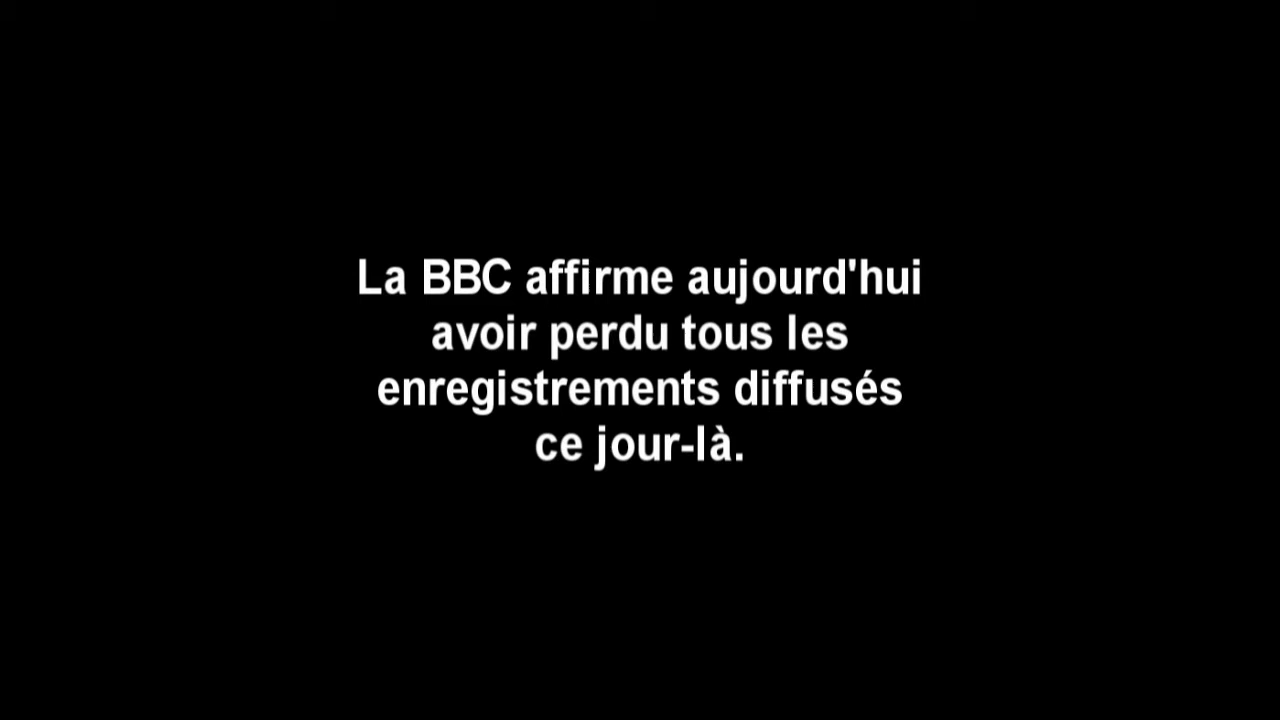 La BBC affirme aujourd'hui
avoir perdu tous les
enregistrements diffusés
ce jour-là.